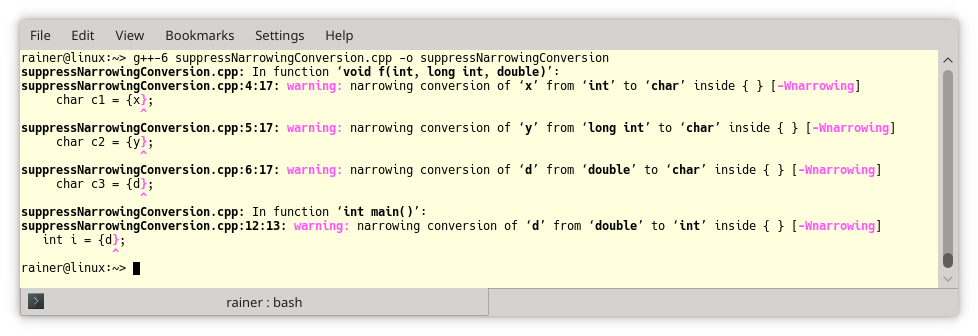 File Edit View Bookmarks Settings Help
rainer@linux:~> g++-6 suppressNarrowingConversion.cpp -o suppressNarrowingConversion
suppressNarrowingConversion.cpp: In function ‘void f(int, long int, double)’:
suppressNarrowingConversion.cpp:4:17: warning: narrowing conversion of ‘x’ from ‘int’ to ‘char’ inside { } [-Wnarrowing]
     char c1 = {x};
                 ^
suppressNarrowingConversion.cpp:5:17: warning: narrowing conversion of ‘y’ from ‘long int’ to ‘char’ inside { } [-Wnarrowing]
     char c2 = {y};
                 ^
suppressNarrowingConversion.cpp:6:17: warning: narrowing conversion of ‘d’ from ‘double’ to ‘char’ inside { } [-Wnarrowing]
     char c3 = {d};
                 ^
suppressNarrowingConversion.cpp: In function ‘int main()’:
suppressNarrowingConversion.cpp:12:13: warning: narrowing conversion of ‘d’ from ‘double’ to ‘int’ inside { } [-Wnarrowing]
   int i = {d};
             ^
rainer@linux:~>
rainer : bash